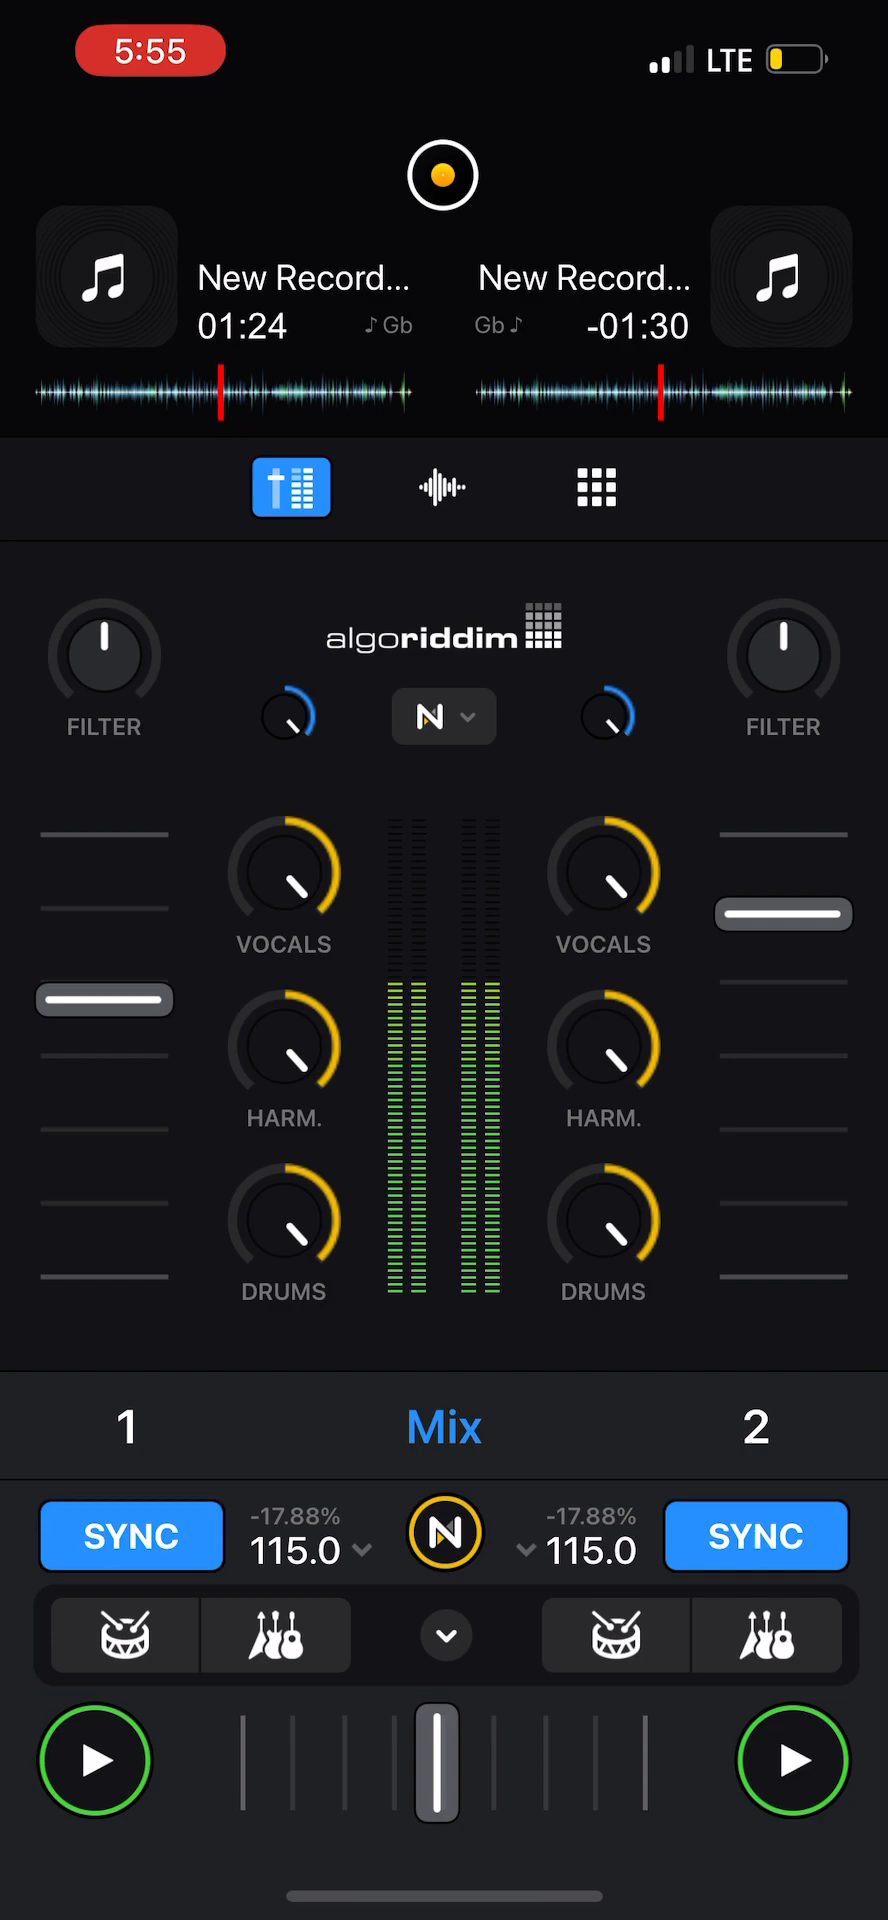 5:55 LTE
New Record... New Record...
01:24 Gb Gb -01:30
algoriddim
FILTER FILTER
VOCALS VOCALS
HARM. HARM.
DRUMS DRUMS
1 Mix 2
-17.88% -17.88%
SYNC 115.0 N 115.0 SYNC